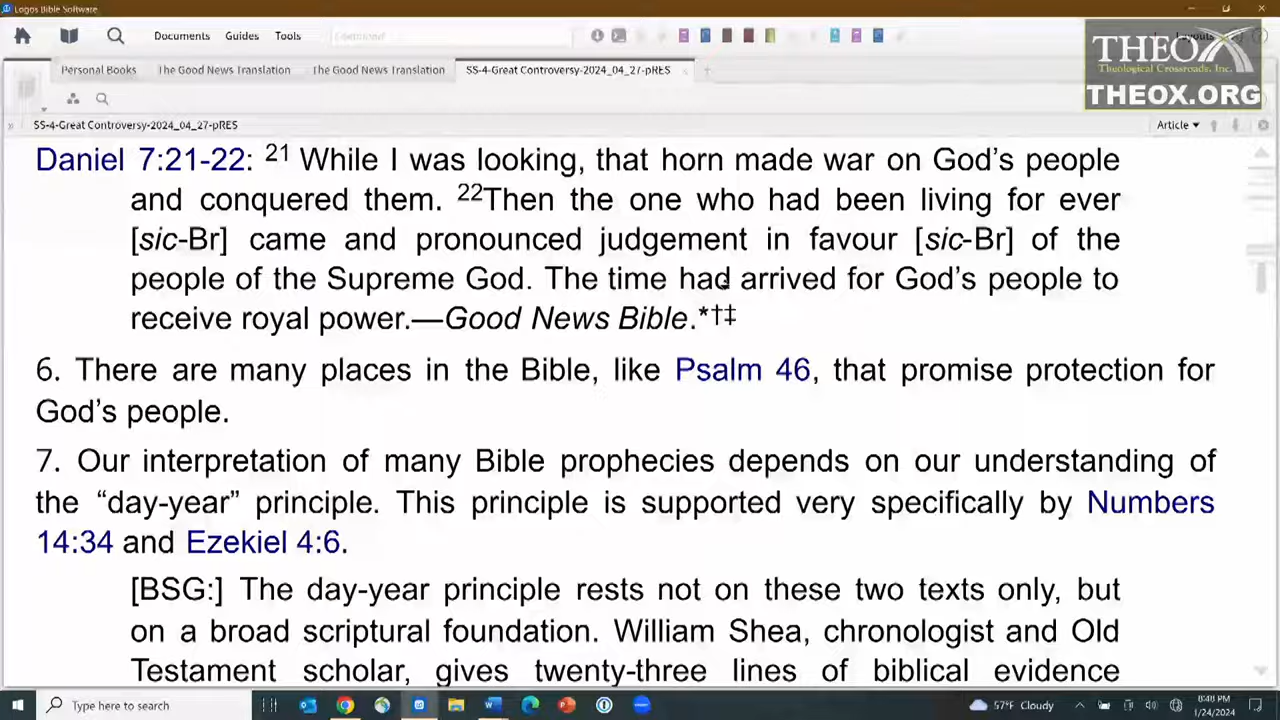 Logos Bible Software
Documents Guides Tools
THEOX
Theological Crossroads, Inc.
THEOX.ORG
Personal Books The Good News Translation SS-4-Great Controversy-2024_04_27-pRES
SS-4-Great Controversy-2024_04_27-pRES Article
Daniel 7:21-22: 21 While I was looking, that horn made war on God's people
and conquered them. 22Then the one who had been living for ever
[sic-Br] came and pronounced judgement in favour [sic-Br] of the
people of the Supreme God. The time had arrived for God's people to
receive royal power.—Good News Bible.*†‡
6. There are many places in the Bible, like Psalm 46, that promise protection for
God's people.
7. Our interpretation of many Bible prophecies depends on our understanding of
the “day-year” principle. This principle is supported very specifically by Numbers
14:34 and Ezekiel 4:6.
[BSG:] The day-year principle rests not on these two texts only, but
on a broad scriptural foundation. William Shea, chronologist and Old
Testament scholar, gives twenty-three lines of biblical evidence
Type here to search 57°F Cloudy 8:48 PM
1/24/2024